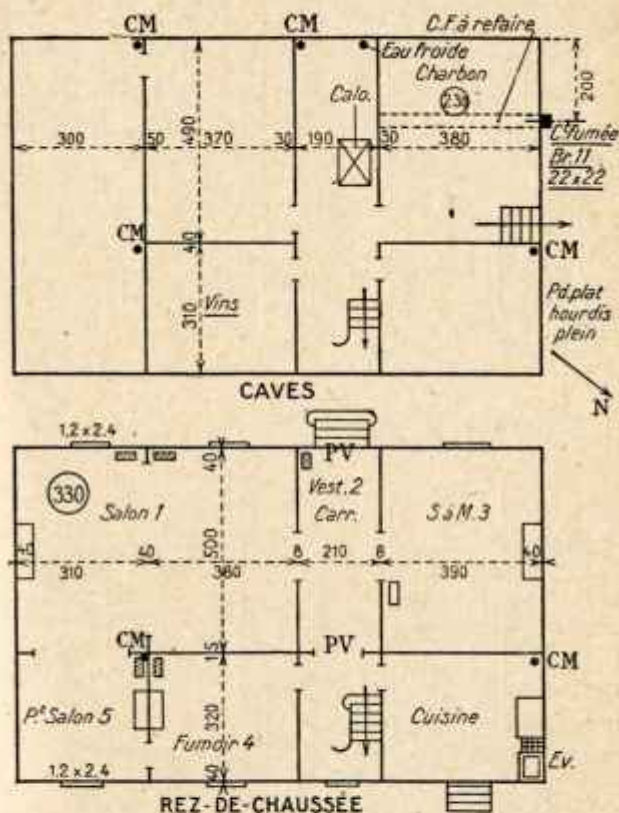 CM
CM
C.F. à refaire
Eau froide
Charbon
230
200
Calo.
490
300
50
370
30
190
30
380
Cᵗ fumée
Br. 11
22 x 22
CM
CM
40
310
Vins
Pd. plat
hourdis
plein
N.
CAVES
1,2 x 2,4
PV
40
330
Salon 1
Vest. 2
Carr.
S à M. 3
310
40
500
360
8
210
8
390
40
CM
15
PV
CM
Pᵗ Salon 5
Fumoir 4
320
Cuisine
Ev.
1,2 x 2,4
40
REZ-DE-CHAUSSÉE